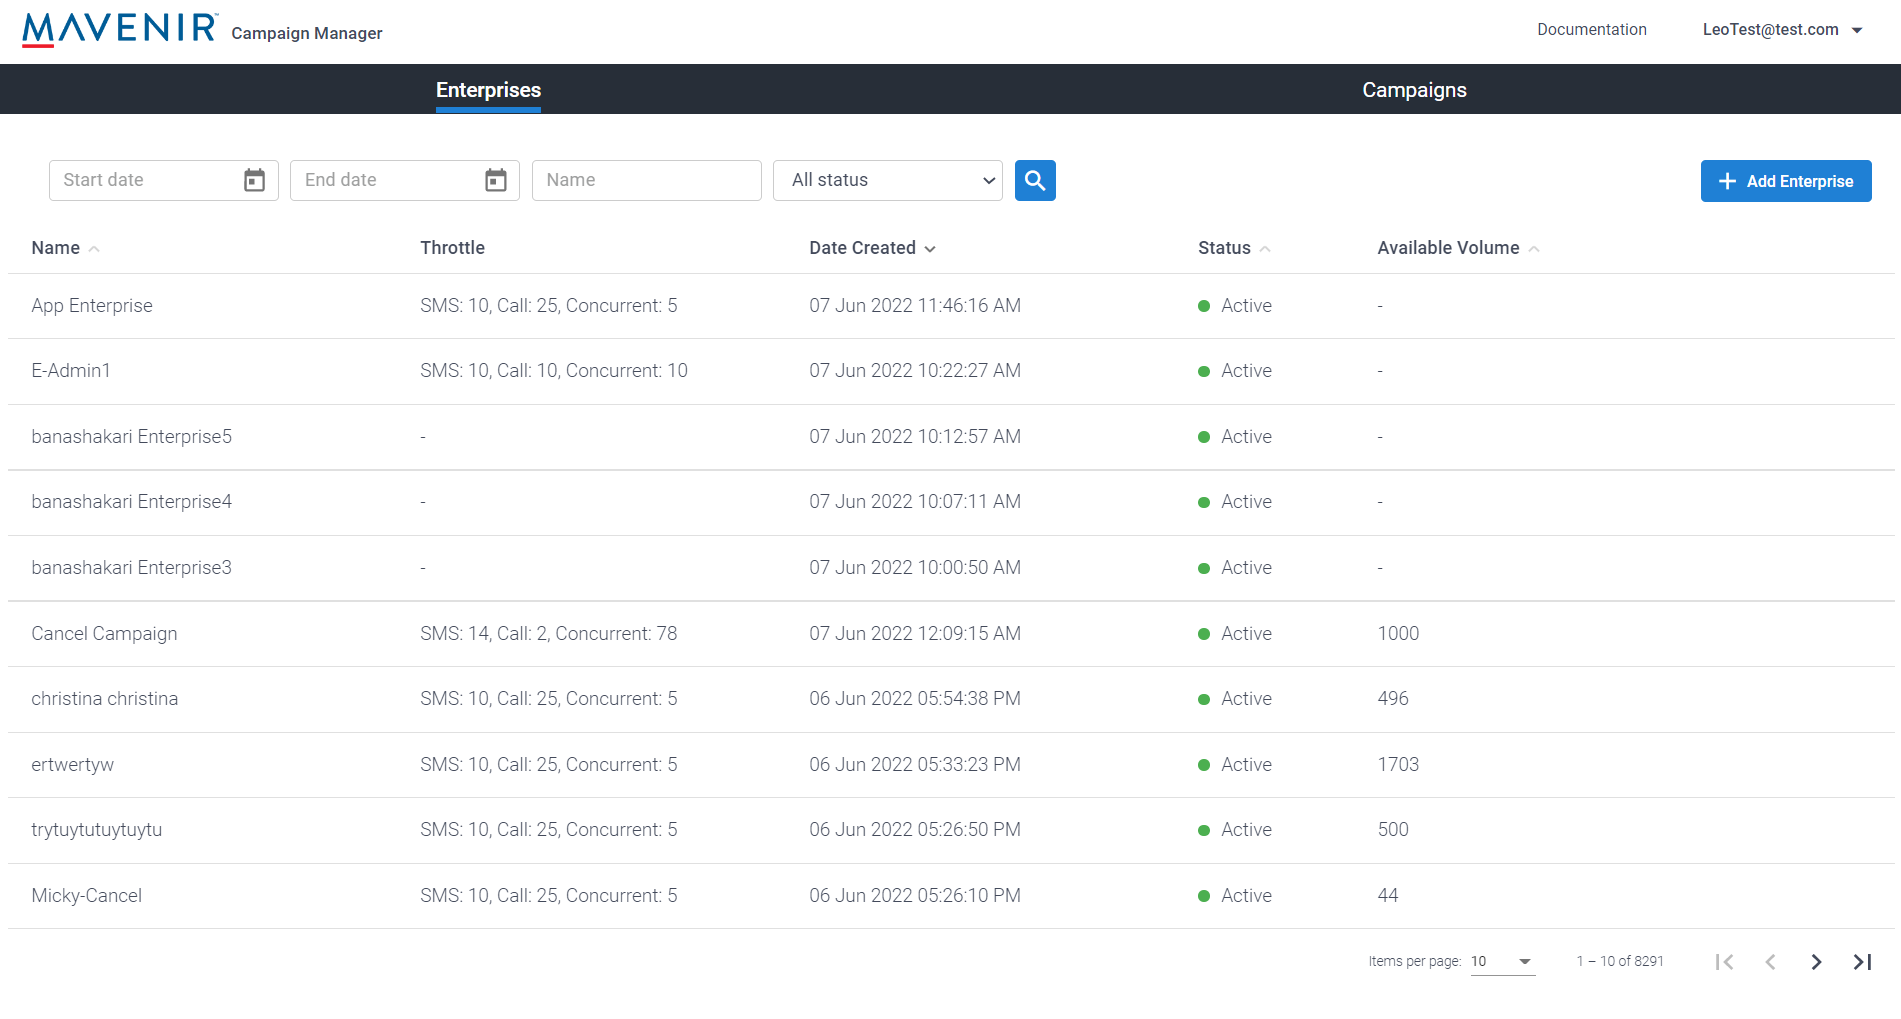 MAVENIR™ Campaign Manager Documentation LeoTest@test.com
Enterprises Campaigns
Start date End date Name All status Add Enterprise
Name Throttle Date Created Status Available Volume
App Enterprise SMS: 10, Call: 25, Concurrent: 5 07 Jun 2022 11:46:16 AM Active -
E-Admin1 SMS: 10, Call: 10, Concurrent: 10 07 Jun 2022 10:22:27 AM Active -
banashakari Enterprise5 - 07 Jun 2022 10:12:57 AM Active -
banashakari Enterprise4 - 07 Jun 2022 10:07:11 AM Active -
banashakari Enterprise3 - 07 Jun 2022 10:00:50 AM Active -
Cancel Campaign SMS: 14, Call: 2, Concurrent: 78 07 Jun 2022 12:09:15 AM Active 1000
christina christina SMS: 10, Call: 25, Concurrent: 5 06 Jun 2022 05:54:38 PM Active 496
ertwertyw SMS: 10, Call: 25, Concurrent: 5 06 Jun 2022 05:33:23 PM Active 1703
trytuytutuytuytu SMS: 10, Call: 25, Concurrent: 5 06 Jun 2022 05:26:50 PM Active 500
Micky-Cancel SMS: 10, Call: 25, Concurrent: 5 06 Jun 2022 05:26:10 PM Active 44
Items per page: 10 1 – 10 of 8291